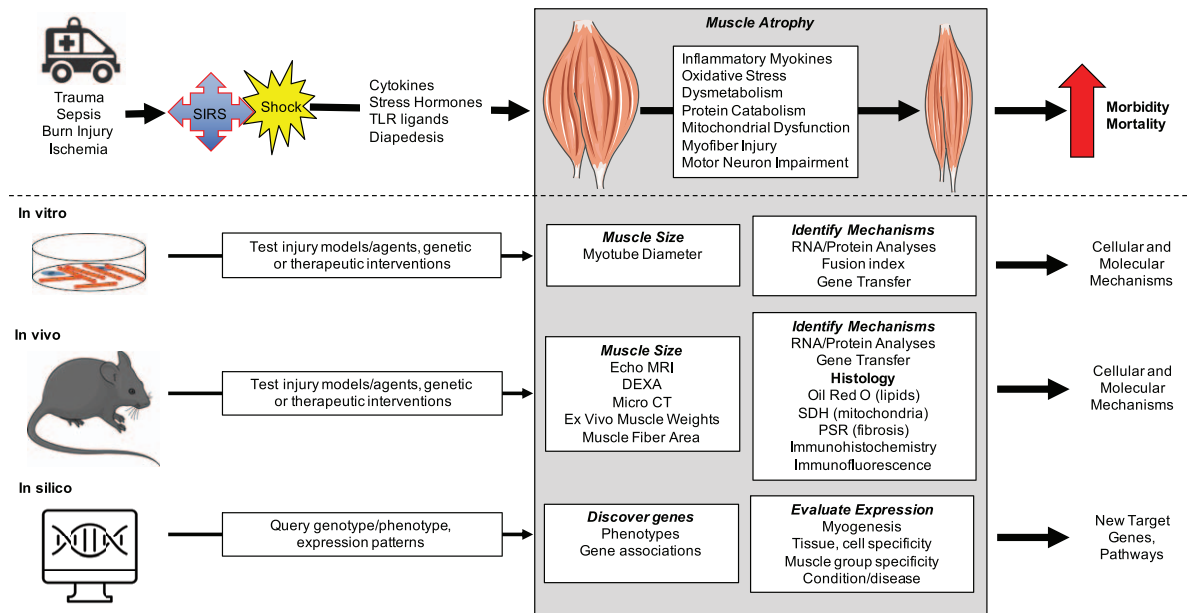 Muscle Atrophy
Trauma
Sepsis
Burn Injury
Ischemia
SIRS
Shock
Cytokines
Stress Hormones
TLR ligands
Diapedesis
Inflammatory Myokines
Oxidative Stress
Dysmetabolism
Protein Catabolism
Mitochondrial Dysfunction
Myofiber Injury
Motor Neuron Impairment
Morbidity
Mortality
In vitro
Test injury models/agents, genetic
or therapeutic interventions
Muscle Size
Myotube Diameter
Identify Mechanisms
RNA/Protein Analyses
Fusion index
Gene Transfer
Cellular and
Molecular
Mechanisms
In vivo
Test injury models/agents, genetic
or therapeutic interventions
Muscle Size
Echo MRI
DEXA
Micro CT
Ex Vivo Muscle Weights
Muscle Fiber Area
Identify Mechanisms
RNA/Protein Analyses
Gene Transfer
Histology
Oil Red O (lipids)
SDH (mitochondria)
PSR (fibrosis)
Immunohistochemistry
Immunofluorescence
Cellular and
Molecular
Mechanisms
In silico
Query genotype/phenotype,
expression patterns
Discover genes
Phenotypes
Gene associations
Evaluate Expression
Myogenesis
Tissue, cell specificity
Muscle group specificity
Condition/disease
New Target
Genes,
Pathways